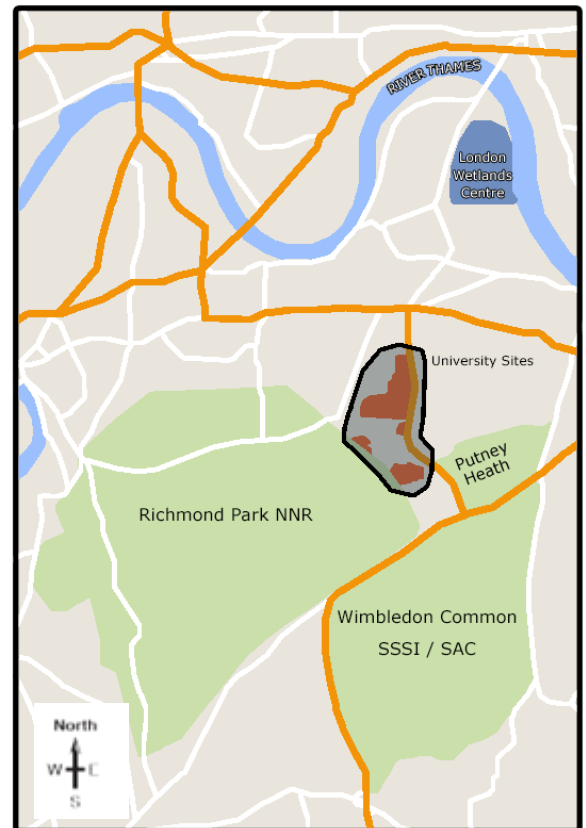 RIVER THAMES
London
Wetlands
Centre
University Sites
Putney
Heath
Richmond Park NNR
Wimbledon Common
SSSI / SAC
North
W E
S